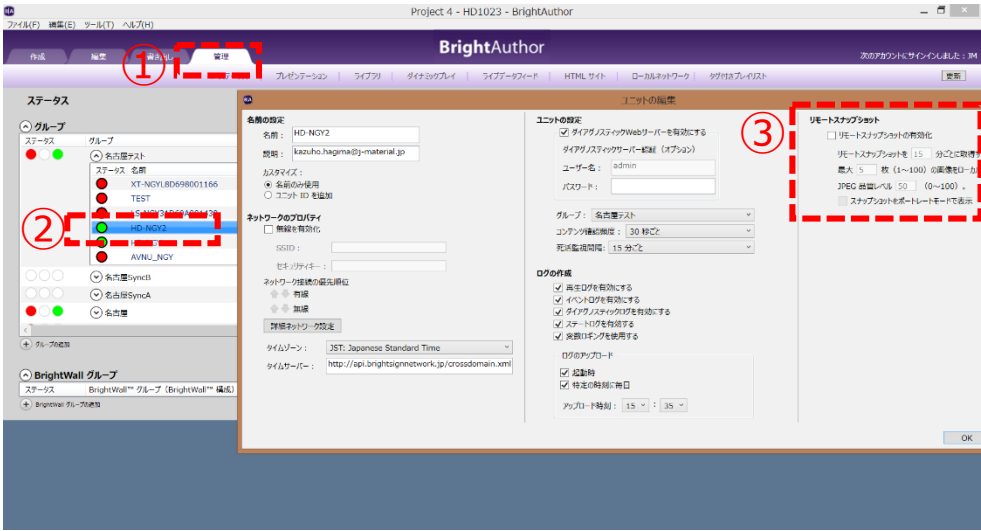 Project 4 - HD1023 - BrightAuthor
ファイル(F) 編集(E) ツール(T) ヘルプ(H)
BrightAuthor
次のアカウントにサインインしました : JM
作成
編集
管理
プレゼンテーション
ライブラリ
ダイナミックプレイ
ライブデータフィード
HTML サイト
ローカルネットワーク
タグ付きプレイリスト
更新
①
②
③
ステータス
グループ
ステータス グループ
名古屋テスト
ステータス 名前
XT-NGYL8D698001166
TEST
HD-NGY2
AVNU_NGY
名古屋SyncB
名古屋SyncA
名古屋
グループの追加
BrightWall グループ
ステータス BrightWall™ グループ（BrightWall™ 構成）
BrightWall グループの追加
ユニットの編集
名前の設定
名前： HD-NGY2
説明： kazuho.hagima@j-material.jp
カスタマイズ：
名前のみ使用
ユニット ID を追加
ネットワークのプロパティ
無線を有効化
SSID：
セキュリティキー：
ネットワーク接続の優先順位
有線
無線
詳細ネットワーク設定
タイムゾーン： JST: Japanese Standard Time
タイムサーバー： http://api.brightsignnetwork.jp/crossdomain.xml
ユニットの設定
ダイアグノスティックWebサーバーを有効にする
ダイアグノスティックサーバー認証（オプション）
ユーザー名： admin
パスワード：
グループ： 名古屋テスト
コンテンツ確認頻度： 30 秒ごと
死活監視間隔： 15 分ごと
ログの作成
再生ログを有効にする
イベントログを有効にする
ダイアグノスティックログを有効にする
ステートログを有効する
変数ロギングを使用する
ログのアップロード
起動時
特定の時刻に毎日
アップロード時刻： 15 : 35
リモートスナップショット
リモートスナップショットの有効化
リモートスナップショットを 15 分ごとに取得す
最大 5 枚（1～100）の画像をローカル
JPEG 品質レベル 50 （0～100）。
スナップショットをポートレートモードで表示
OK